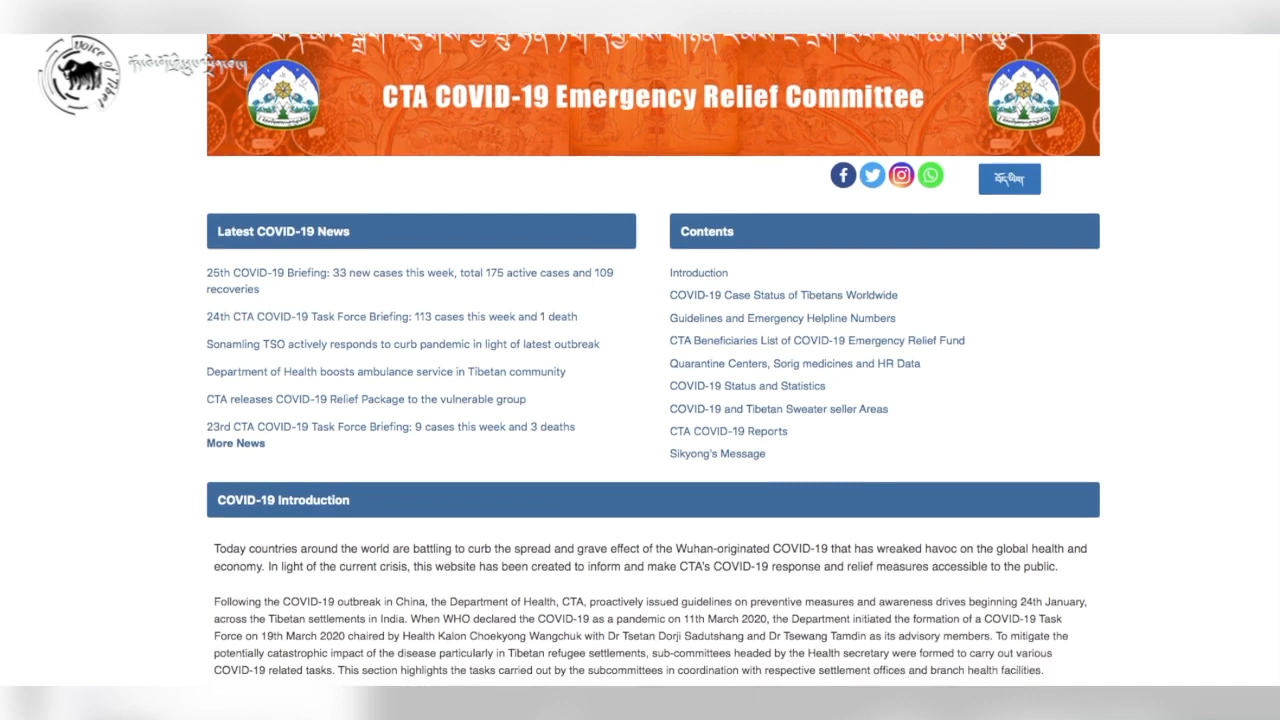 Voice of Tibet
CTA COVID-19 Emergency Relief Committee
བོད་ཡིག
Latest COVID-19 News
25th COVID-19 Briefing: 33 new cases this week, total 175 active cases and 109
recoveries
24th CTA COVID-19 Task Force Briefing: 113 cases this week and 1 death
Sonamling TSO actively responds to curb pandemic in light of latest outbreak
Department of Health boosts ambulance service in Tibetan community
CTA releases COVID-19 Relief Package to the vulnerable group
23rd CTA COVID-19 Task Force Briefing: 9 cases this week and 3 deaths
More News
Contents
Introduction
COVID-19 Case Status of Tibetans Worldwide
Guidelines and Emergency Helpline Numbers
CTA Beneficiaries List of COVID-19 Emergency Relief Fund
Quarantine Centers, Sorig medicines and HR Data
COVID-19 Status and Statistics
COVID-19 and Tibetan Sweater seller Areas
CTA COVID-19 Reports
Sikyong's Message
COVID-19 Introduction
Today countries around the world are battling to curb the spread and grave effect of the Wuhan-originated COVID-19 that has wreaked havoc on the global health and
economy. In light of the current crisis, this website has been created to inform and make CTA's COVID-19 response and relief measures accessible to the public.
Following the COVID-19 outbreak in China, the Department of Health, CTA, proactively issued guidelines on preventive measures and awareness drives beginning 24th January,
across the Tibetan settlements in India. When WHO declared the COVID-19 as a pandemic on 11th March 2020, the Department initiated the formation of a COVID-19 Task
Force on 19th March 2020 chaired by Health Kalon Choekyong Wangchuk with Dr Tsetan Dorji Sadutshang and Dr Tsewang Tamdin as its advisory members. To mitigate the
potentially catastrophic impact of the disease particularly in Tibetan refugee settlements, sub-committees headed by the Health secretary were formed to carry out various
COVID-19 related tasks. This section highlights the tasks carried out by the subcommittees in coordination with respective settlement offices and branch health facilities.